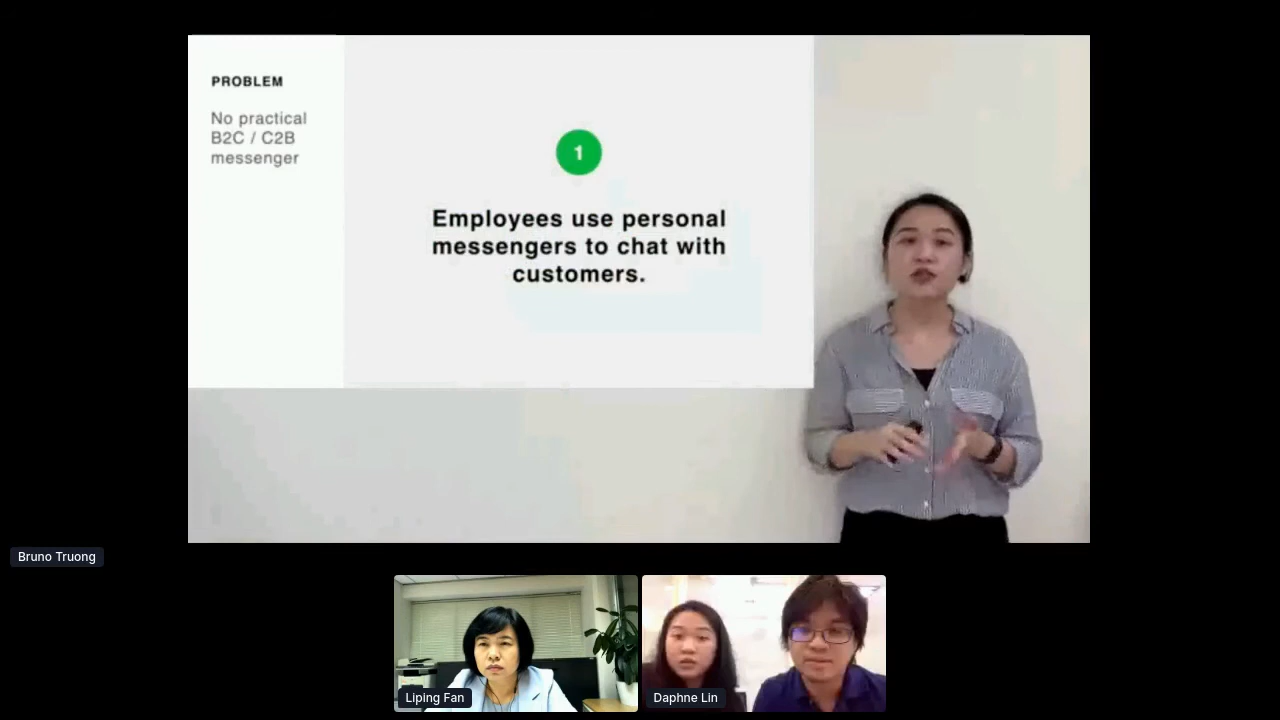 PROBLEM
No practical
B2C / C2B
messenger
1
Employees use personal
messengers to chat with
customers.
Bruno Truong
Liping Fan
Daphne Lin